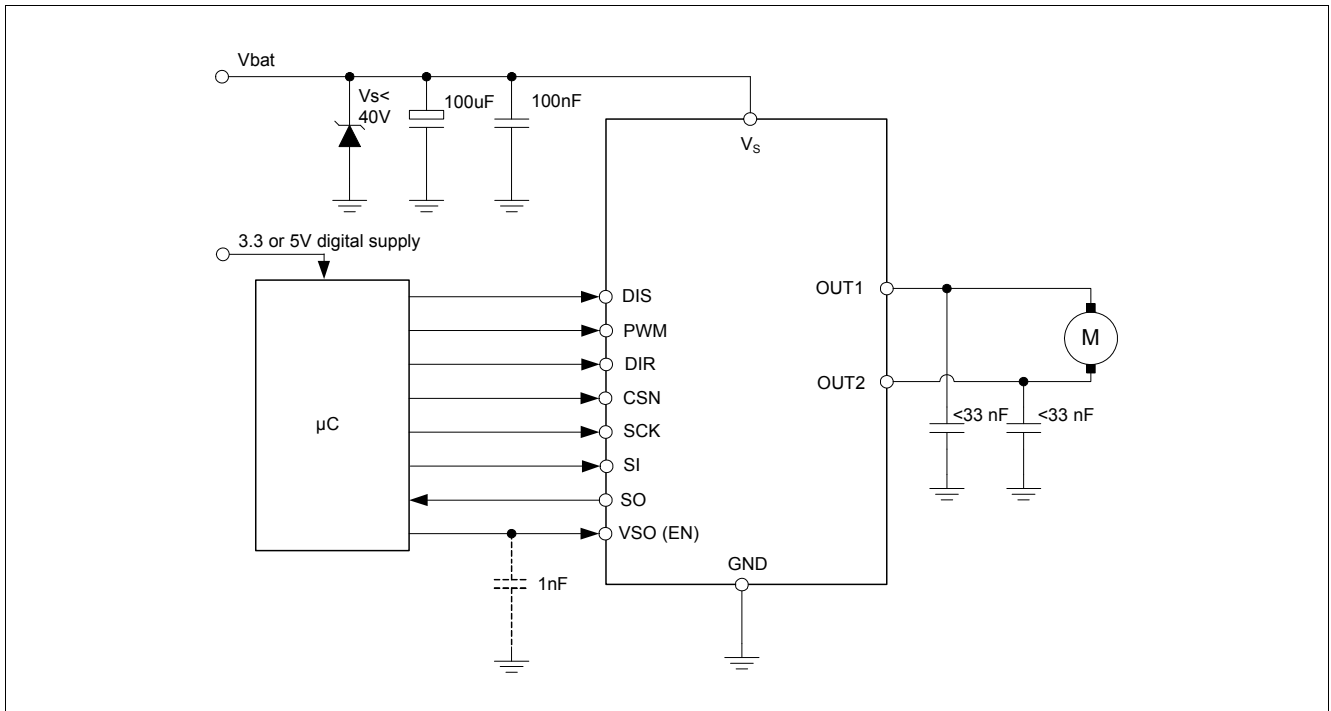 Vbat
Vs<
40V
100uF
100nF
VS
3.3 or 5V digital supply
µC
DIS
PWM
DIR
CSN
SCK
SI
SO
VSO (EN)
1nF
GND
OUT1
OUT2
M
<33 nF
<33 nF